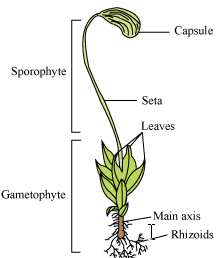 Capsule
Sporophyte
Seta
Leaves
Gametophyte
Main axis
Rhizoids